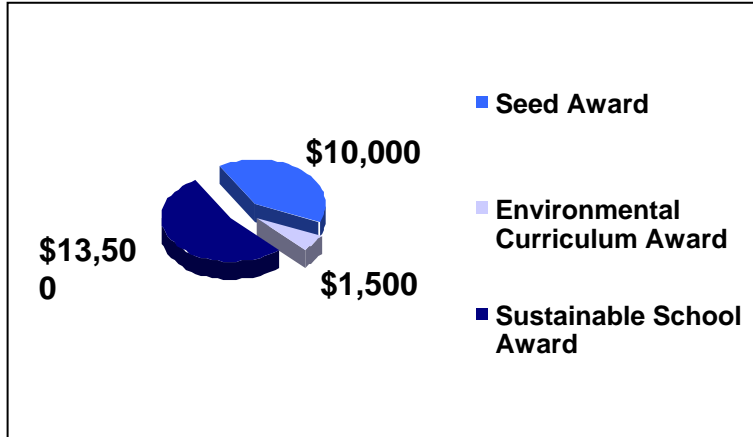 $10,000
$13,50
0
$1,500
Seed Award
Environmental
Curriculum Award
Sustainable School
Award